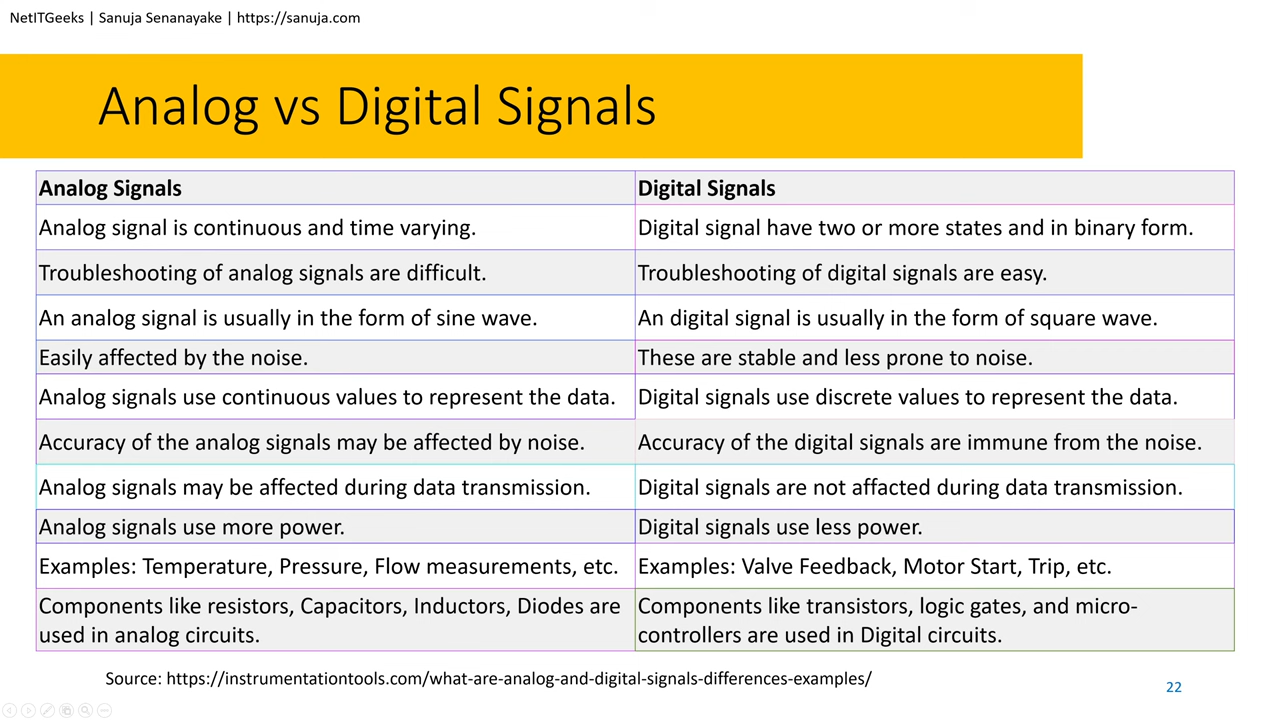 NetITGeeks | Sanuja Senanayake | https://sanuja.com
Analog vs Digital Signals
Analog Signals
Digital Signals
Analog signal is continuous and time varying.
Digital signal have two or more states and in binary form.
Troubleshooting of analog signals are difficult.
Troubleshooting of digital signals are easy.
An analog signal is usually in the form of sine wave.
An digital signal is usually in the form of square wave.
Easily affected by the noise.
These are stable and less prone to noise.
Analog signals use continuous values to represent the data.
Digital signals use discrete values to represent the data.
Accuracy of the analog signals may be affected by noise.
Accuracy of the digital signals are immune from the noise.
Analog signals may be affected during data transmission.
Digital signals are not affacted during data transmission.
Analog signals use more power.
Digital signals use less power.
Examples: Temperature, Pressure, Flow measurements, etc.
Examples: Valve Feedback, Motor Start, Trip, etc.
Components like resistors, Capacitors, Inductors, Diodes are
used in analog circuits.
Components like transistors, logic gates, and micro-
controllers are used in Digital circuits.
Source: https://instrumentationtools.com/what-are-analog-and-digital-signals-differences-examples/
22